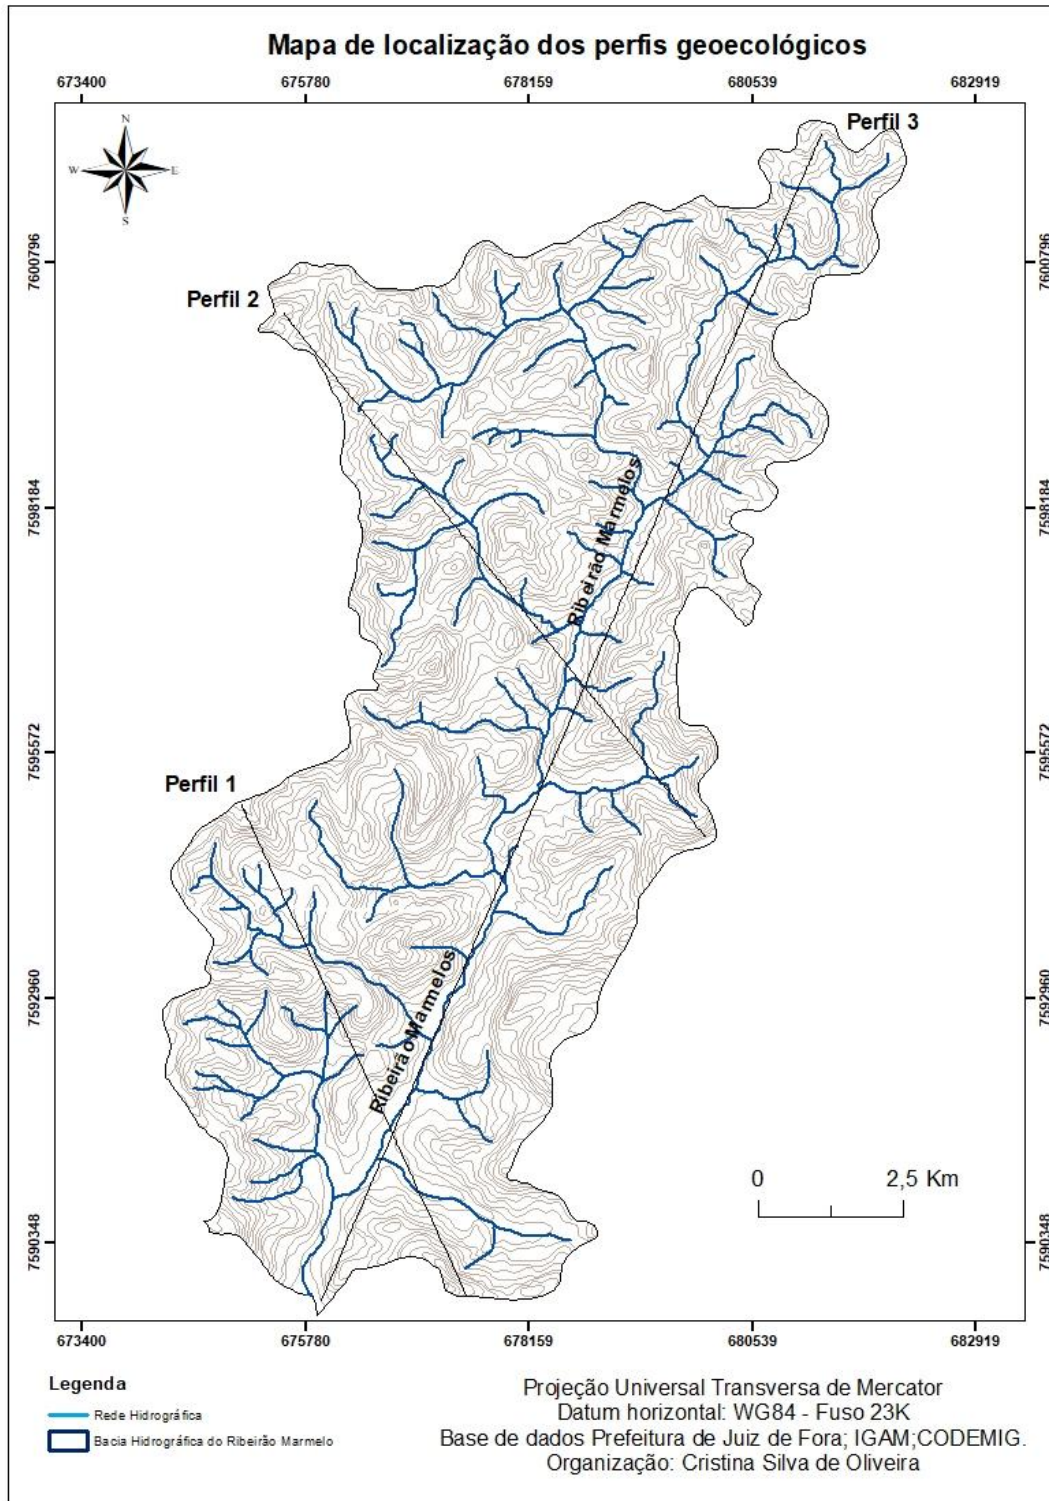 Mapa de localização dos perfis geoecológicos
673400 675780 678159 680539 682919
N
W E
S
Perfil 3
7600796 7600796
Perfil 2
7598184 7598184
Ribeirão Marmelos
7595572 7595572
Perfil 1
7592960 7592960
Ribeirão Marmelos
0 2,5 Km
7590348 7590348
673400 675780 678159 680539 682919
Legenda
Rede Hidrográfica
Bacia Hidrográfica do Ribeirão Marmelo
Projeção Universal Transversa de Mercator
Datum horizontal: WG84 - Fuso 23K
Base de dados Prefeitura de Juiz de Fora; IGAM;CODEMIG.
Organização: Cristina Silva de Oliveira